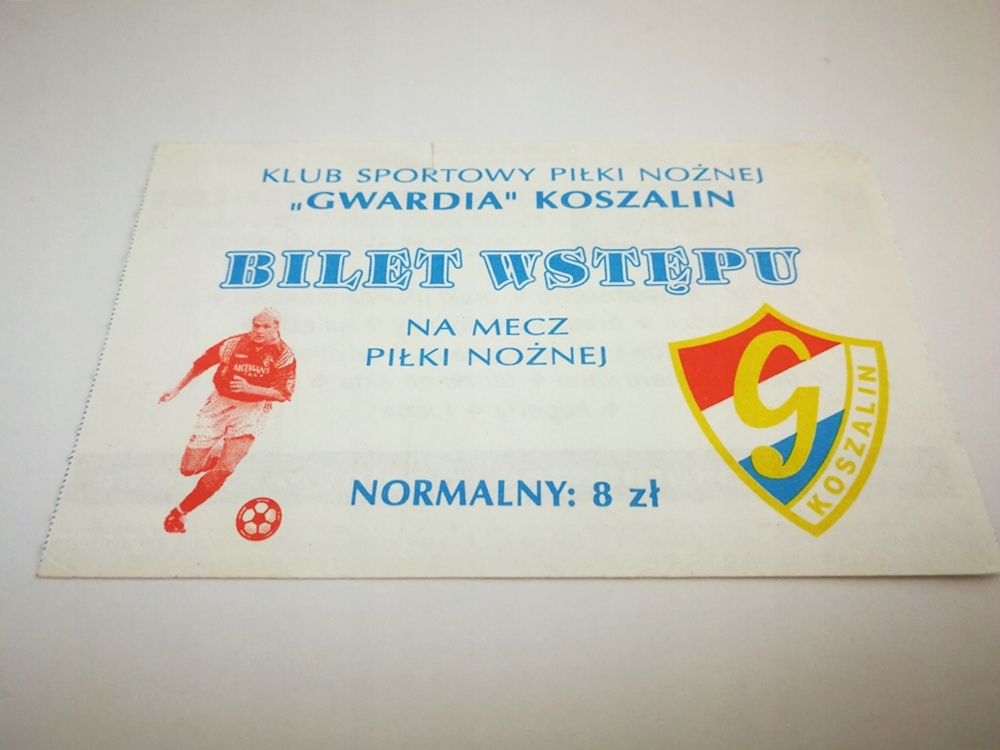 KLUB SPORTOWY PIŁKI NOŻNEJ
„GWARDIA" KOSZALIN
BILET WSTĘPU
NA MECZ
PIŁKI NOŻNEJ
NORMALNY: 8 zł
G
KOSZALIN